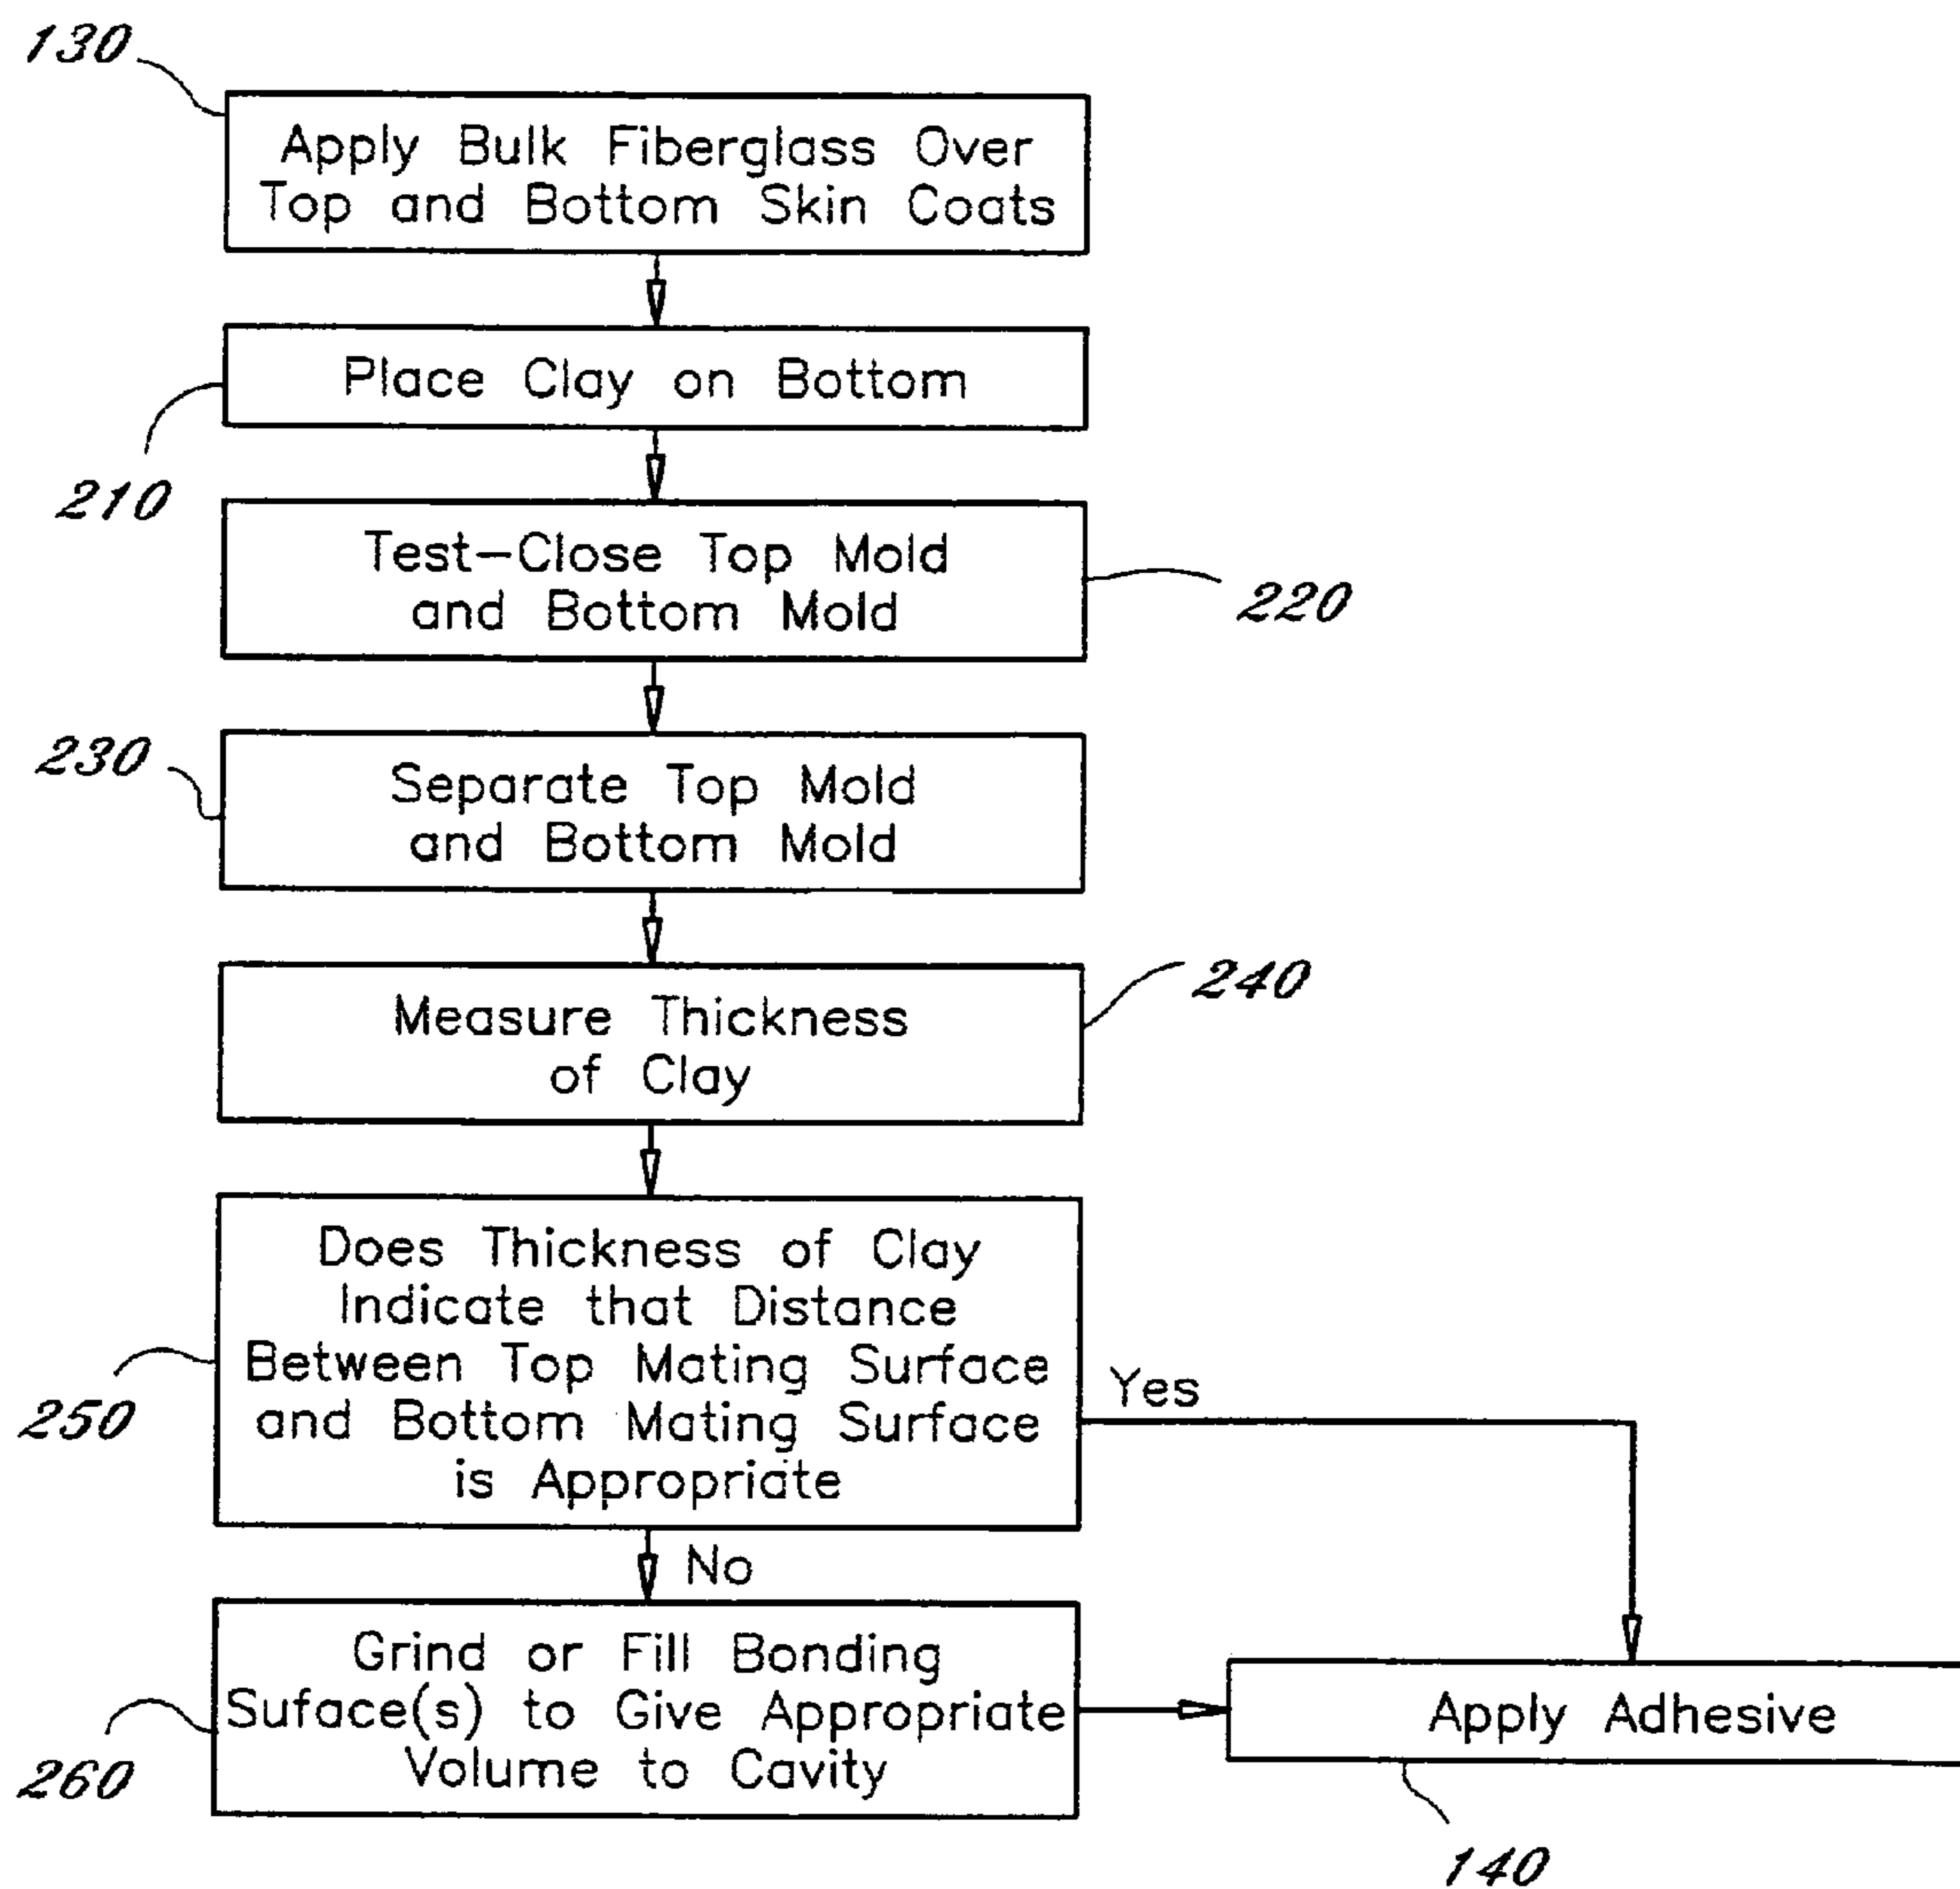 130
Apply Bulk Fiberglass Over
Top and Bottom Skin Coats
Place Clay on Bottom
210
Test-Close Top Mold
and Bottom Mold
220
230
Separate Top Mold
and Bottom Mold
240
Measure Thickness
of Clay
Does Thickness of Clay
Indicate that Distance
Between Top Mating Surface
and Bottom Mating Surface
is Appropriate
Yes
250
No
Grind or Fill Bonding
Suface(s) to Give Appropriate
Volume to Cavity
260
Apply Adhesive
140